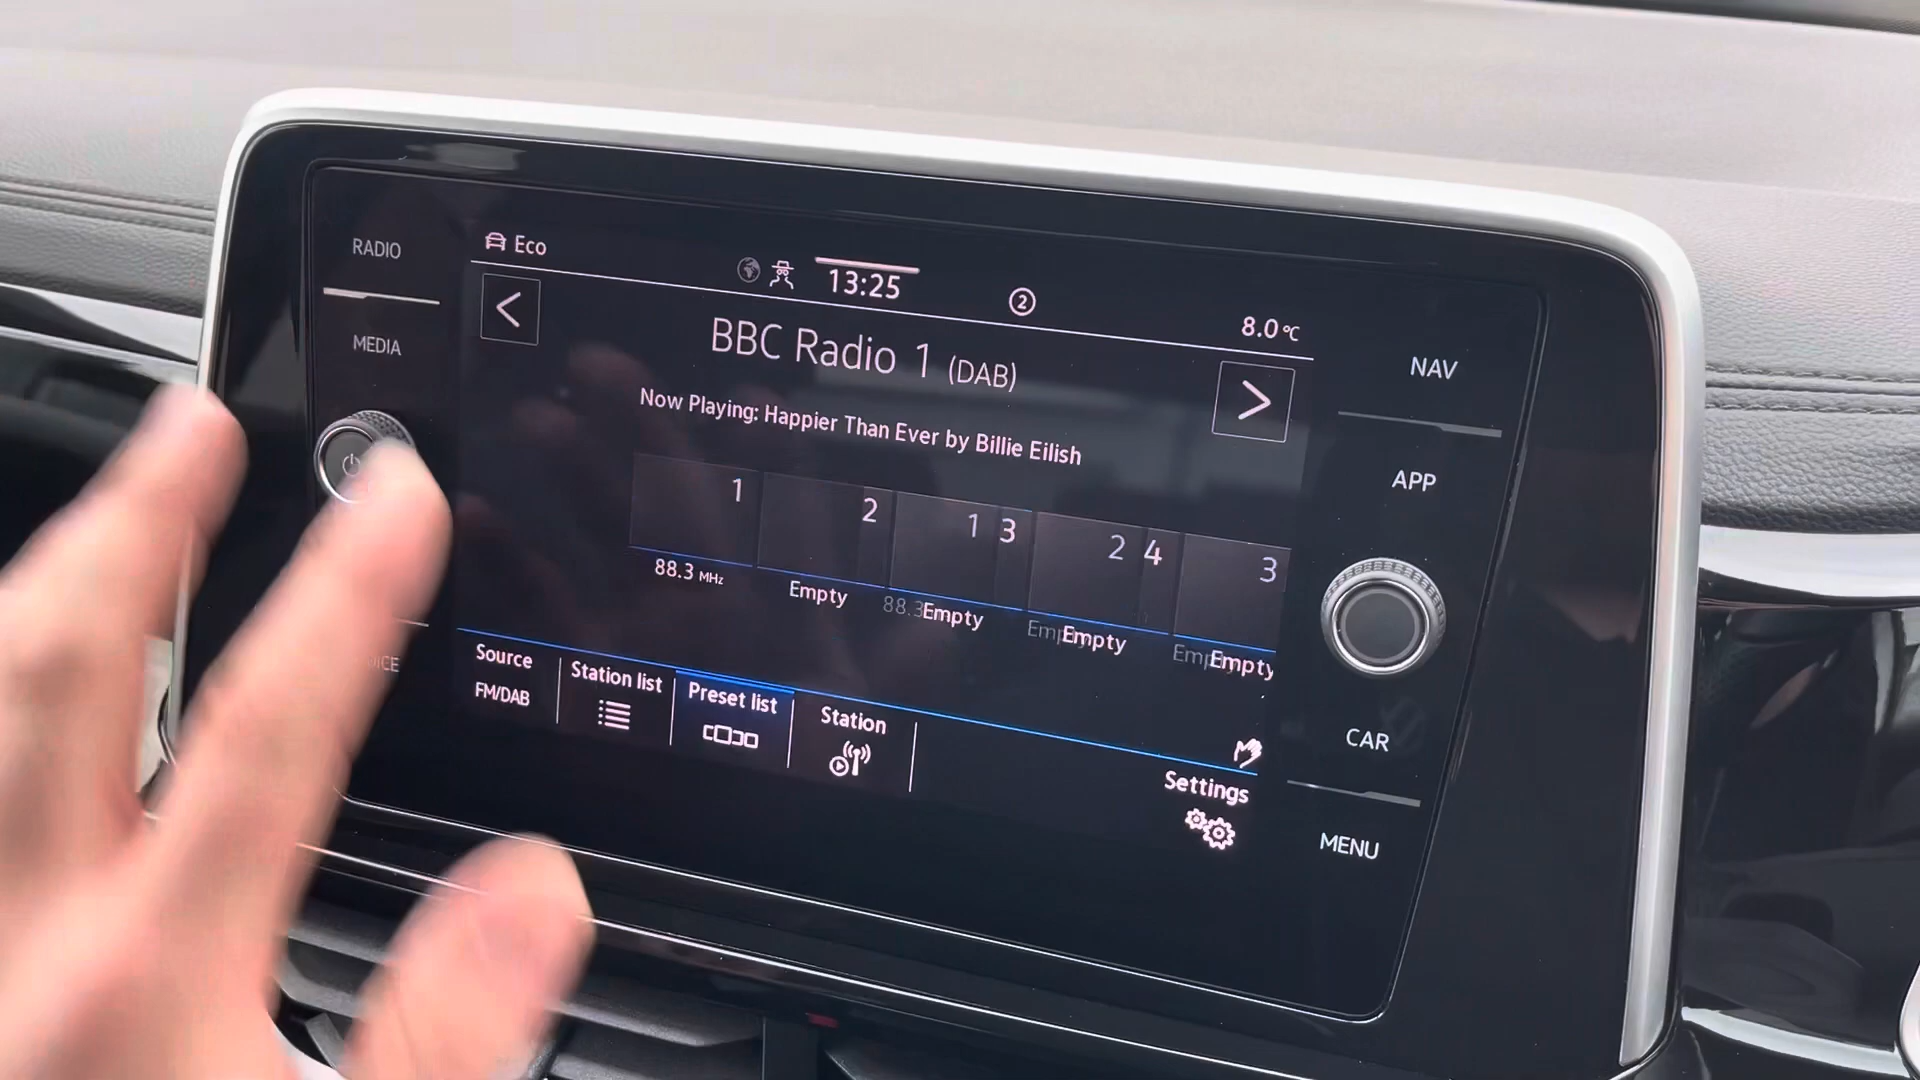 RADIO
MEDIA
Eco
13:25
2
8.0°C
BBC Radio 1 (DAB)
Now Playing: Happier Than Ever by Billie Eilish
1
2
1 3
2 4
3
88.3 MHz
Empty
88.3
Empty
Empty
Empty
Source
FM/DAB
Station list
Preset list
Station
Settings
NAV
APP
CAR
MENU